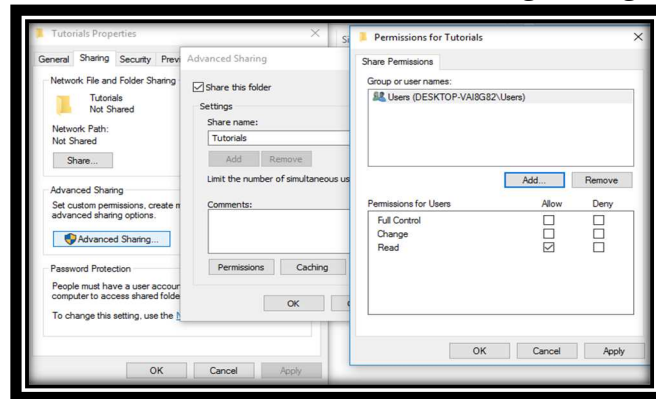 Tutorials Properties
General Sharing Security
Network File and Folder Sharing
Tutorials
Not Shared
Network Path:
Not Shared
Share...
Advanced Sharing
Set custom permissions, create
advanced sharing options.
Advanced Sharing...
Password Protection
People must have a user
computer to access shared
To change this setting, use the
OK Cancel Apply
Advanced Sharing
Share this folder
Settings
Share name:
Tutorials
Add Remove
Limit the number of simultaneous
Comments:
Permissions Caching
OK
Permissions for Tutorials
Share Permissions
Group or user names:
Users (DESKTOP-VAI8G82\Users)
Add... Remove
Permissions for Users Allow Deny
Full Control
Change
Read
OK Cancel Apply